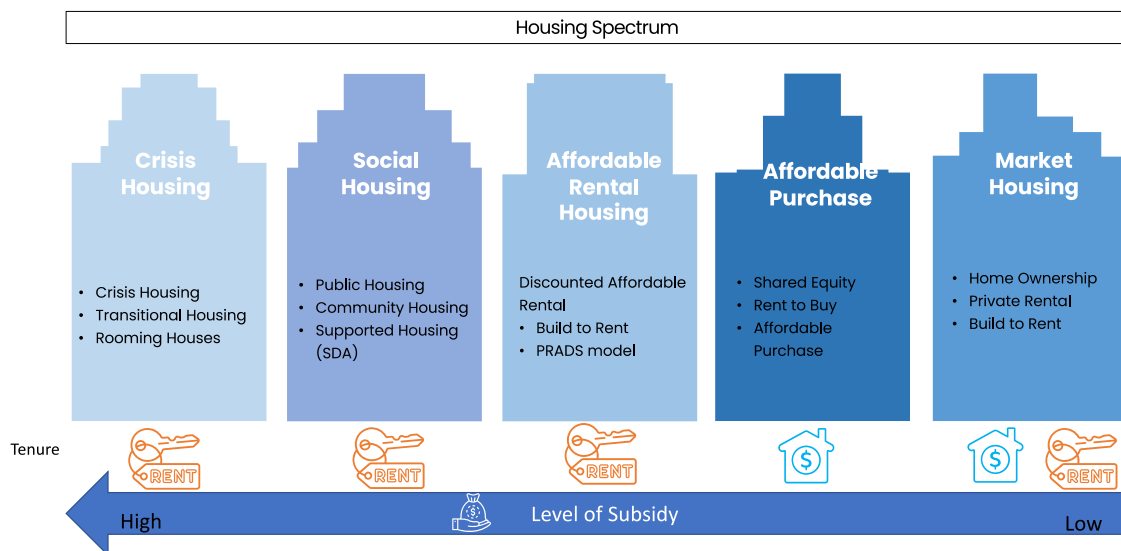 Housing Spectrum
Crisis
Housing
• Crisis Housing
• Transitional Housing
• Rooming Houses
Social
Housing
• Public Housing
• Community Housing
• Supported Housing
(SDA)
Affordable
Rental
Housing
Discounted Affordable
Rental
• Build to Rent
• PRADS model
Affordable
Purchase
• Shared Equity
• Rent to Buy
• Affordable
Purchase
Market
Housing
• Home Ownership
• Private Rental
• Build to Rent
Tenure
RENT
RENT
RENT
$
$
RENT
High
$
Level of Subsidy
Low